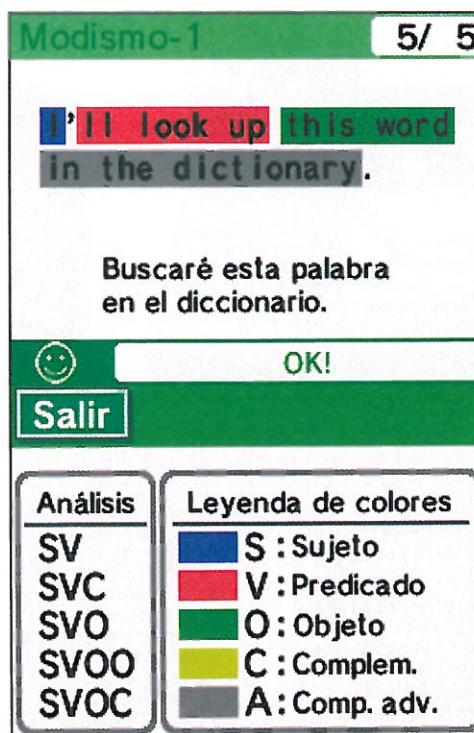 Modismo-1 5/ 5
I'll look up this word
in the dictionary.
Buscaré esta palabra
en el diccionario.
OK!
Salir
Análisis
SV
SVC
SVO
SVOO
SVOC
Leyenda de colores
S : Sujeto
V : Predicado
O : Objeto
C : Complem.
A : Comp. adv.